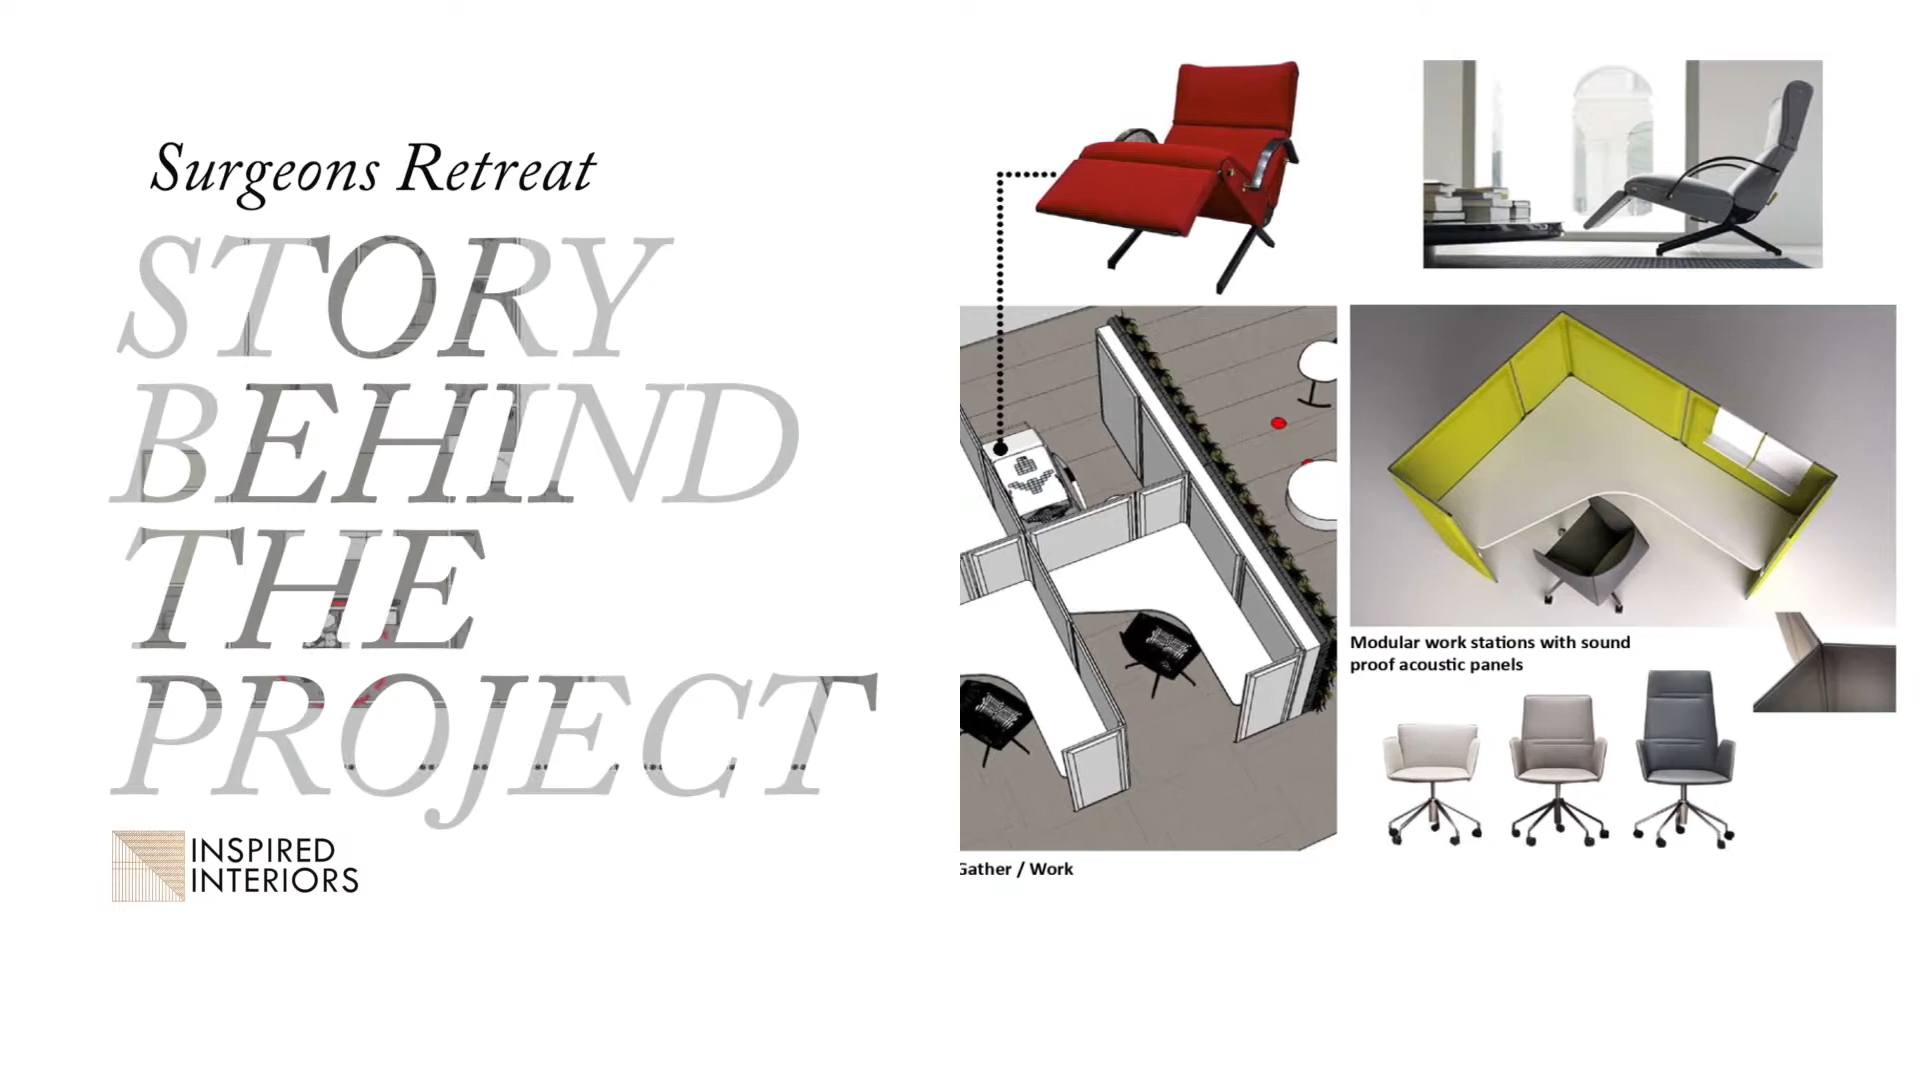 Surgeons Retreat
STORY
BEHIND
THE
PROJECT
INSPIRED
INTERIORS
Gather / Work
Modular work stations with sound
proof acoustic panels